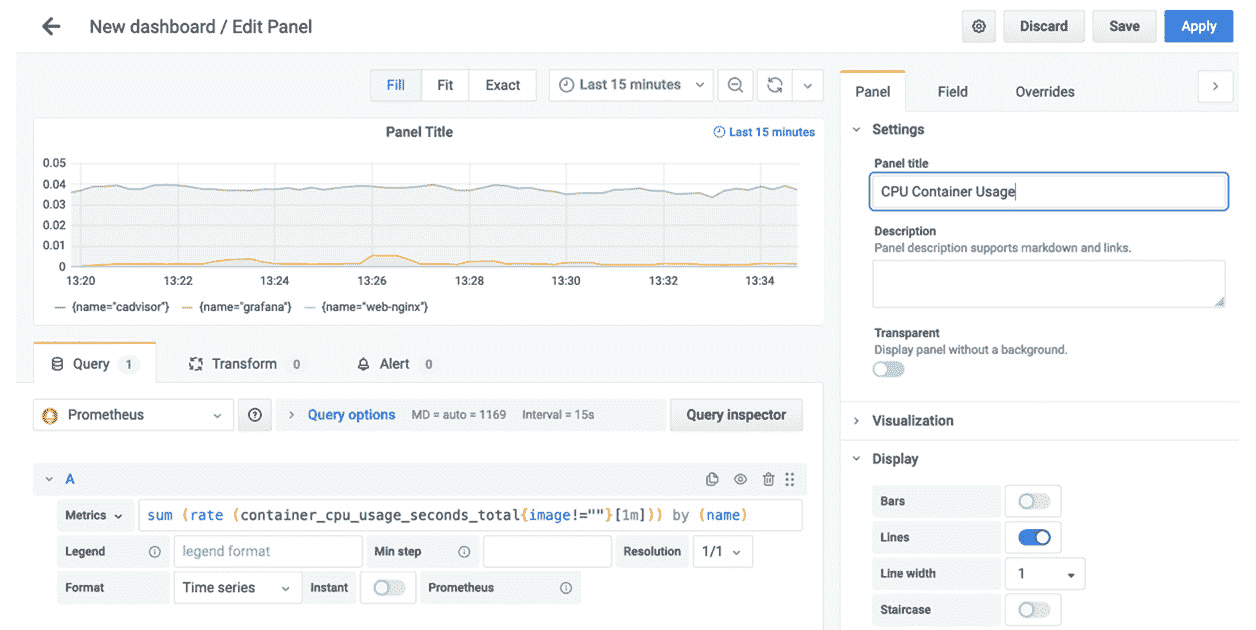 New dashboard / Edit Panel
Discard
Save
Apply
Fill
Fit
Exact
Last 15 minutes
Panel
Field
Overrides
Panel Title
Last 15 minutes
0.05
0.04
0.03
0.02
0.01
0
13:20
13:22
13:24
13:26
13:28
13:30
13:32
13:34
{name="cadvisor"}
{name="grafana"}
{name="web-nginx"}
Settings
Panel title
CPU Container Usage
Description
Panel description supports markdown and links.
Transparent
Display panel without a background.
Query 1
Transform 0
Alert 0
Prometheus
Query options
MD = auto = 1169
Interval = 15s
Query inspector
Visualization
Display
A
Metrics
sum (rate (container_cpu_usage_seconds_total{image!=""}[1m])) by (name)
Legend
legend format
Min step
Resolution
1/1
Format
Time series
Instant
Prometheus
Bars
Lines
Line width
1
Staircase